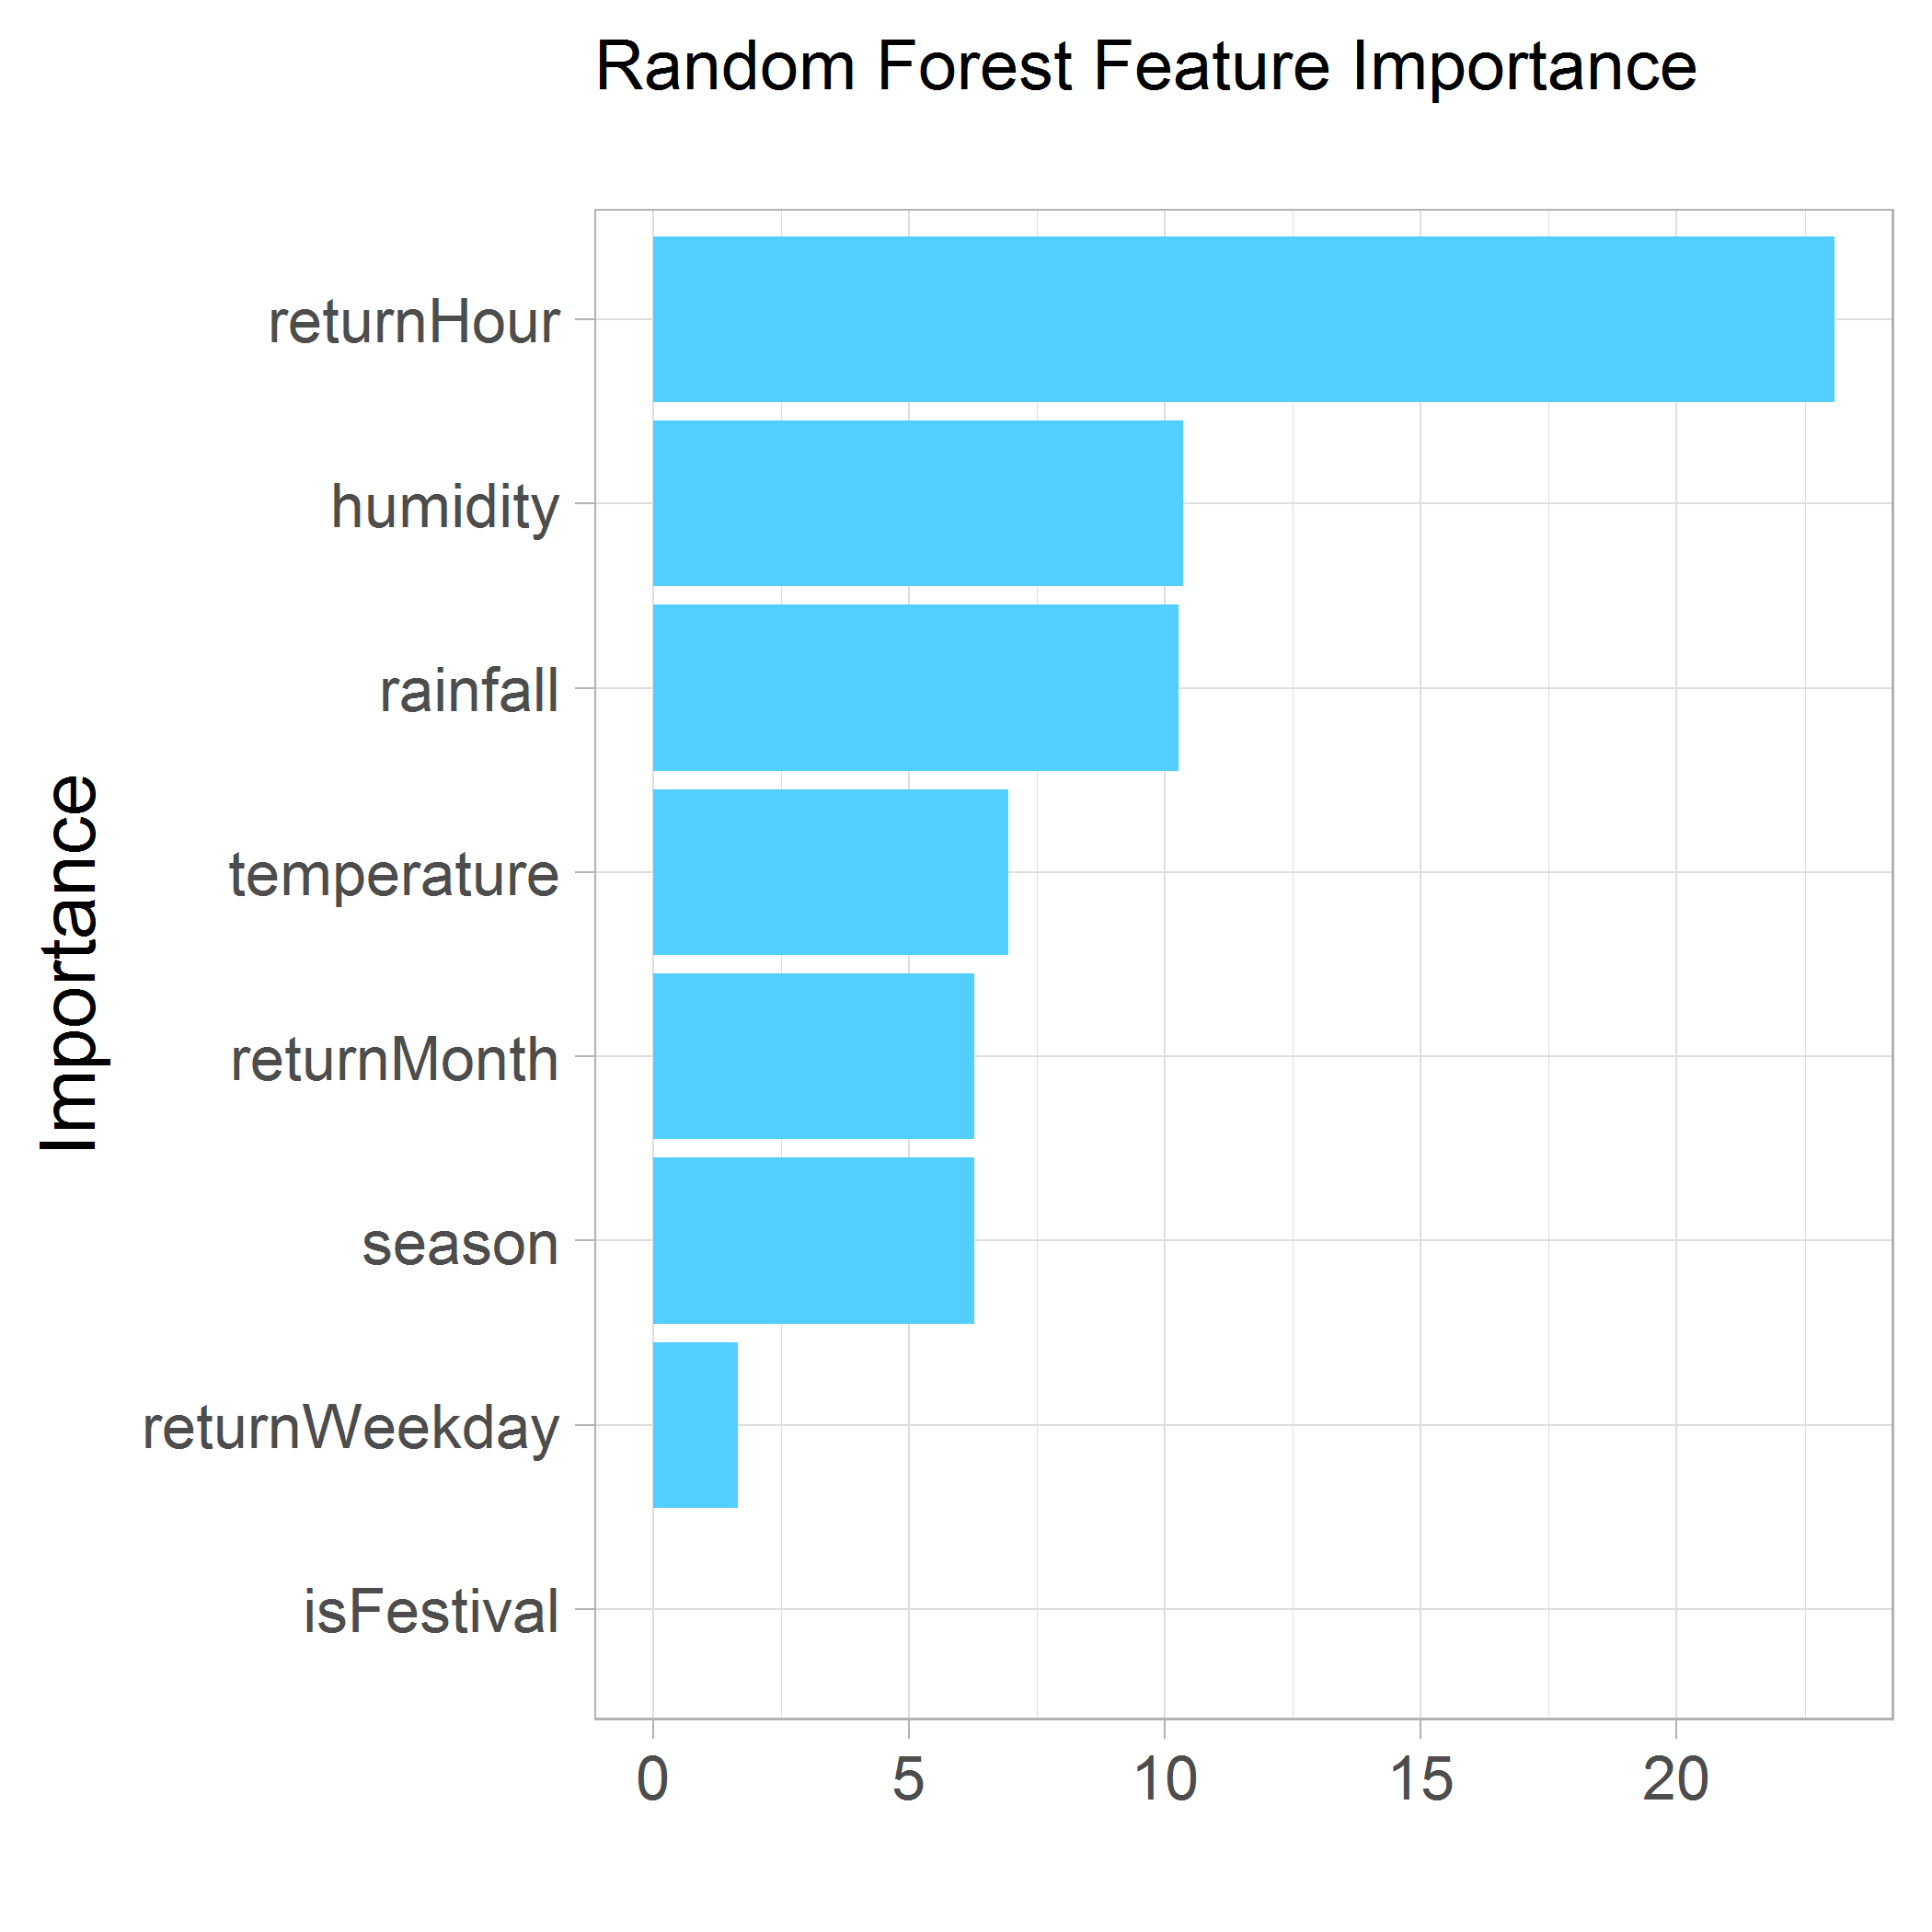 Random Forest Feature Importance
Importance
returnHour
humidity
rainfall
temperature
returnMonth
season
returnWeekday
isFestival
0 5 10 15 20